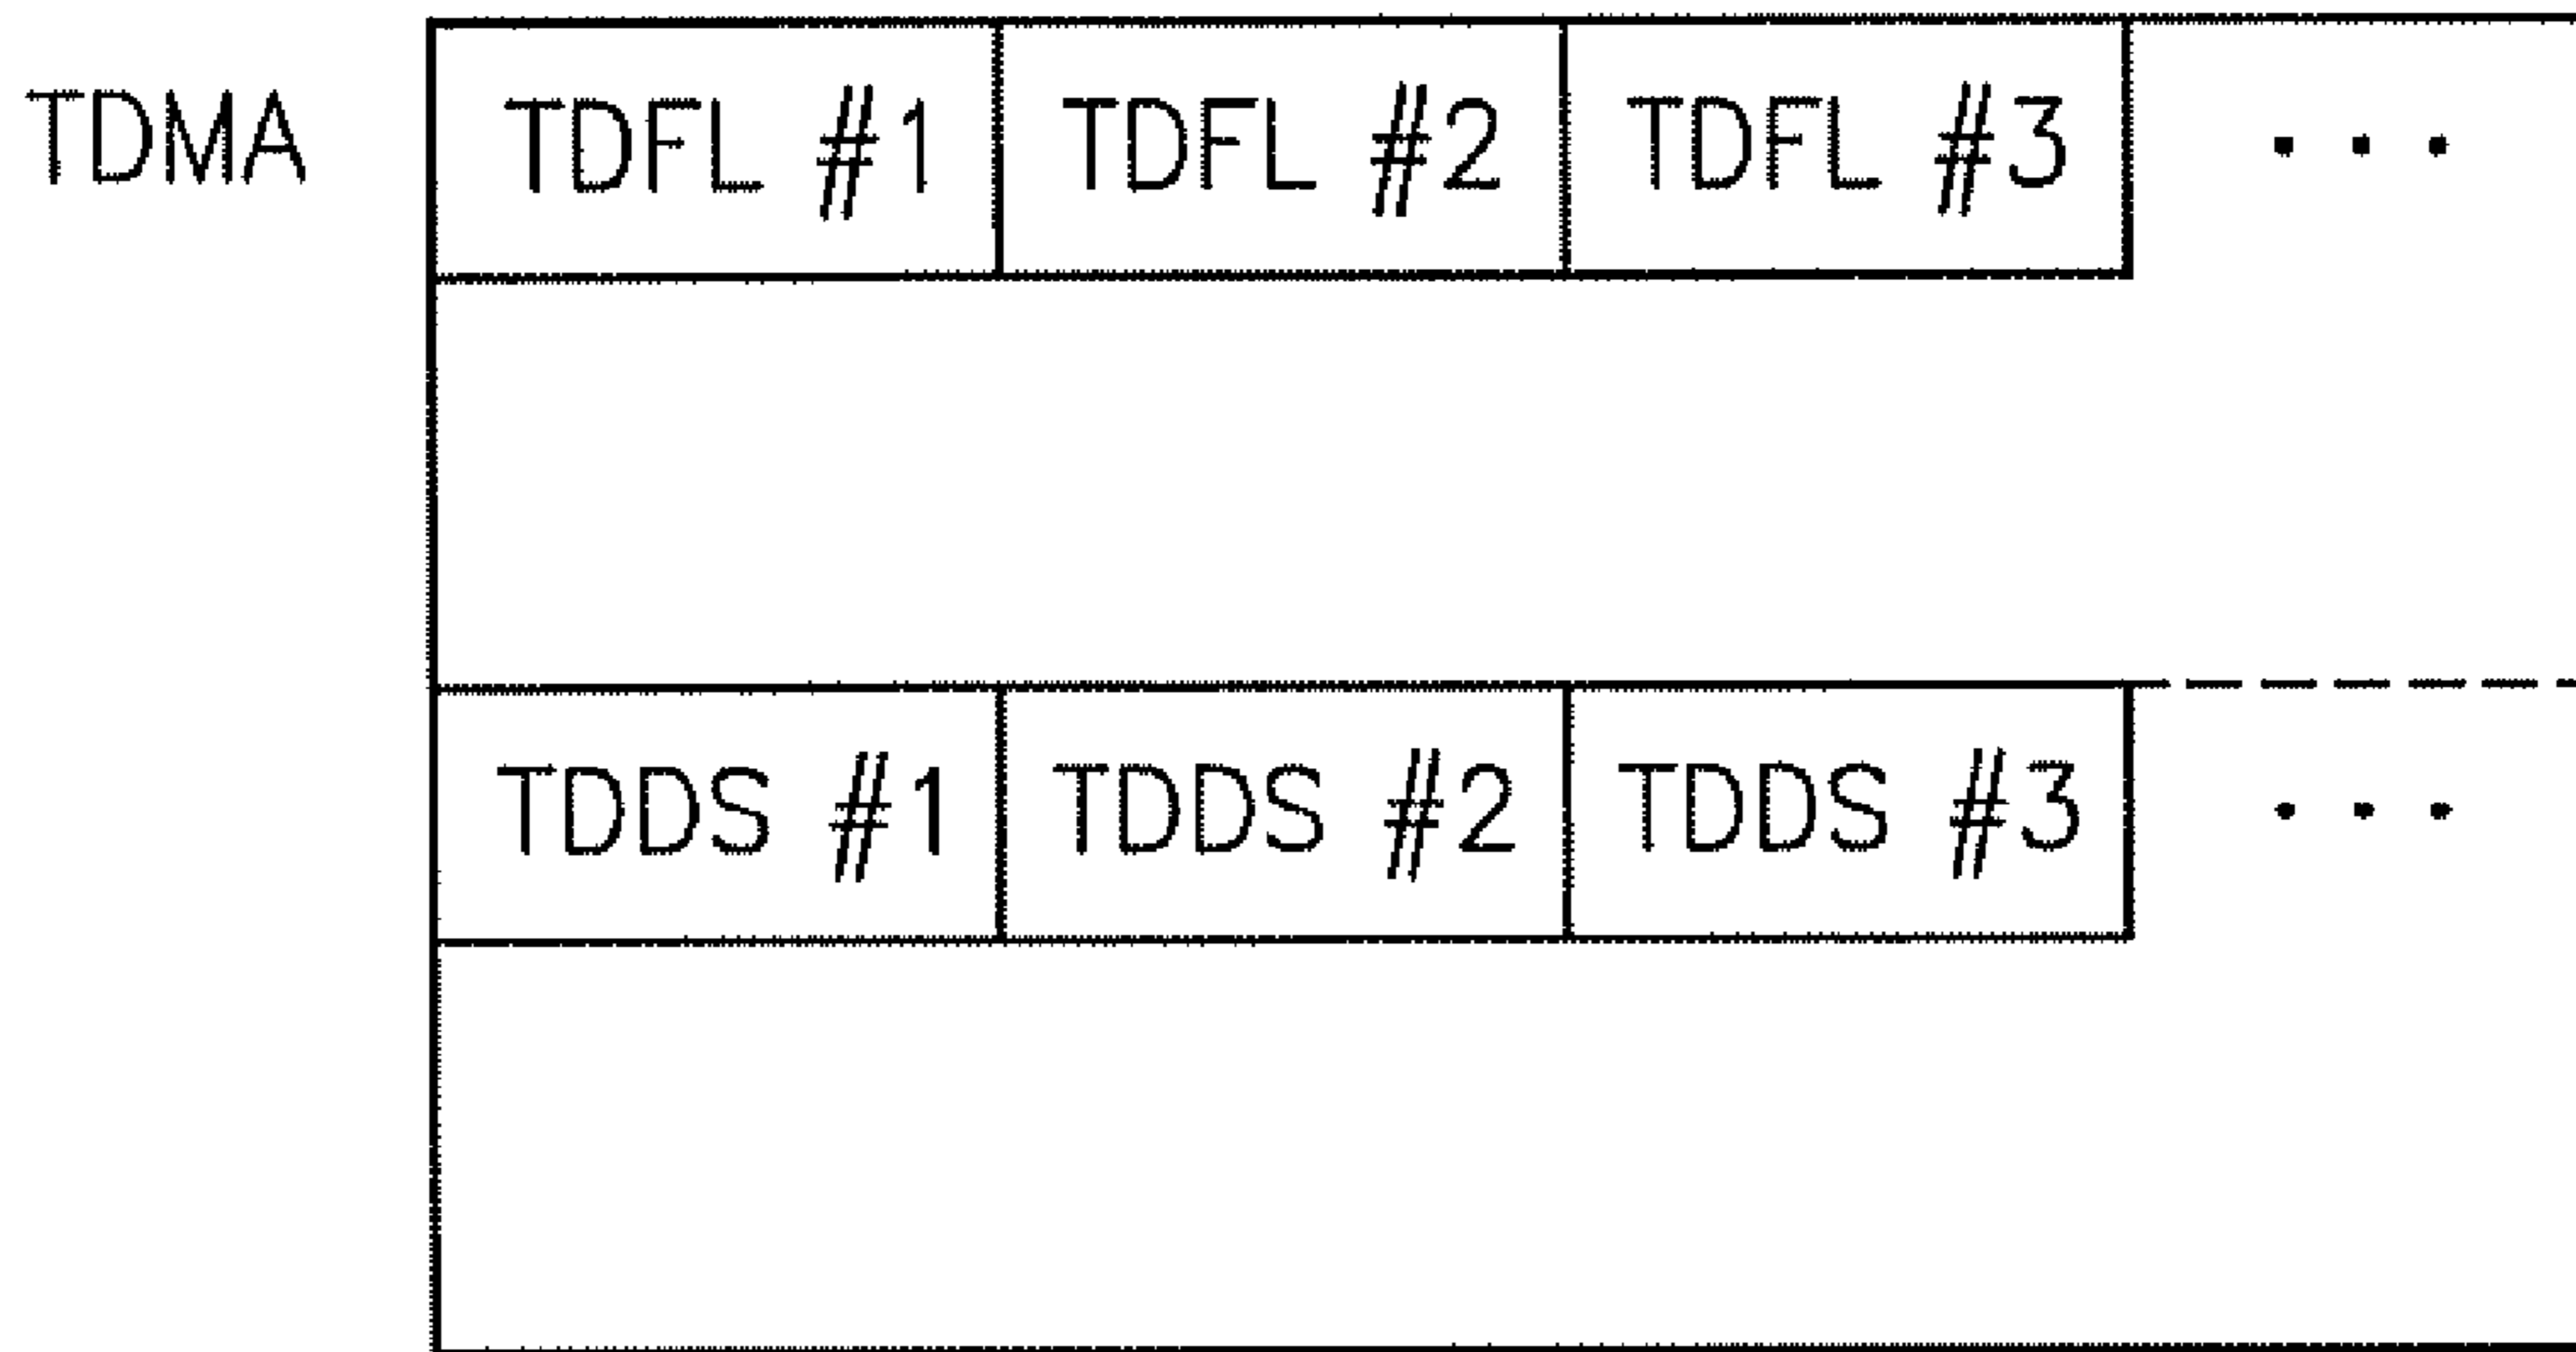 TDMA TDFL #1 TDFL #2 TDFL #3 ...
TDDS #1 TDDS #2 TDDS #3 ...